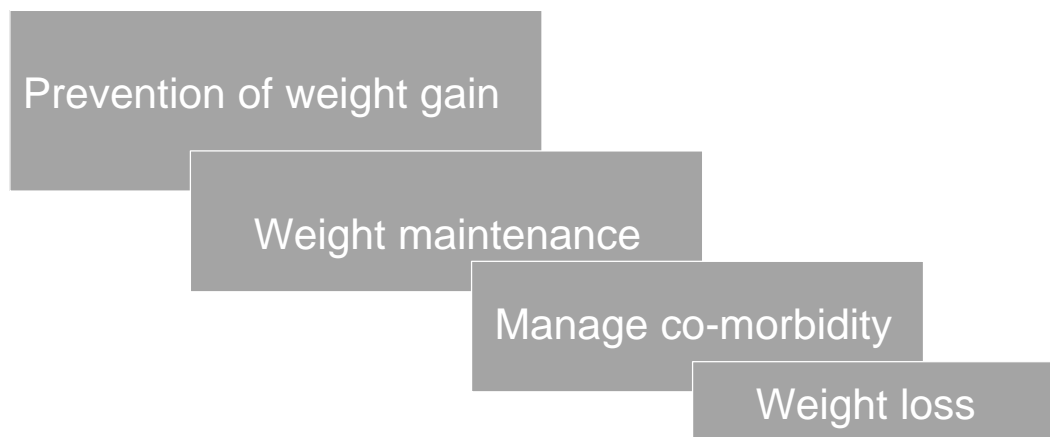 Prevention of weight gain
Weight maintenance
Manage co-morbidity
Weight loss